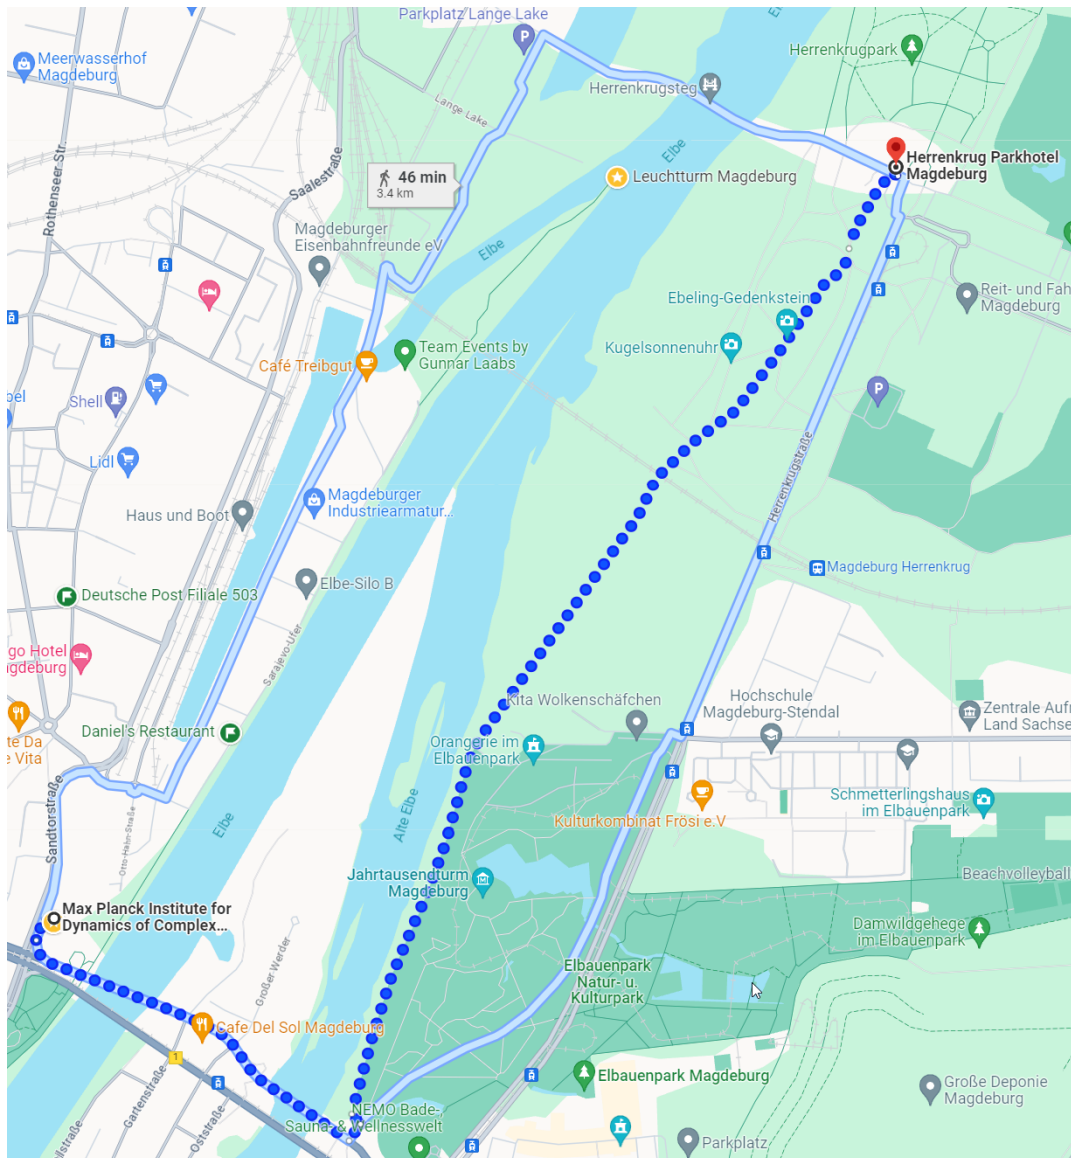 Parkplatz Lange Lake
P
Elbe
Meerwasserhof
Magdeburg
Herrenkrugpark
Herrenkrugsteg
Lange Lake
Rothenseer Str.
Saalestraße
Elbe
Herrenkrug Parkhotel
Magdeburg
46 min
3.4 km
Leuchtturm Magdeburg
Magdeburger
Eisenbahnfreunde eV
Elbe
Reit- und Fah
Magdeburg
Ebeling-Gedenkstein
Kugelsonnenuhr
Team Events by
Gunnar Laabs
Café Treibgut
Shell
P
Lidl
Herrenkrugstraße
Magdeburger
Industriearmatur...
Haus und Boot
Magdeburg Herrenkrug
Elbe-Silo B
Deutsche Post Filiale 503
Sarajevo-Ufer
go Hotel
agdeburg
Kita Wolkenschäfchen
Hochschule
Magdeburg-Stendal
Zentrale Aufn
Land Sachse
Daniel's Restaurant
te Da
e Vita
Orangerie im
Elbauenpark
Sandtorstraße
Otto-Hahn-Straße
Elbe
Alte Elbe
Kulturkombinat Frösi e.V
Schmetterlingshaus
im Elbauenpark
Jahrtausendturm
Magdeburg
Beachvolleyball
Max Planck Institute for
Dynamics of Complex...
Damwildgehege
im Elbauenpark
Großer Werder
Elbauenpark
Natur- u.
Kulturpark
Cafe Del Sol Magdeburg
1
Gartenstraße
Oststraße
Elbauenpark Magdeburg
Große Deponie
Magdeburg
NEMO Bade-,
Sauna- & Wellnesswelt
Parkplatz